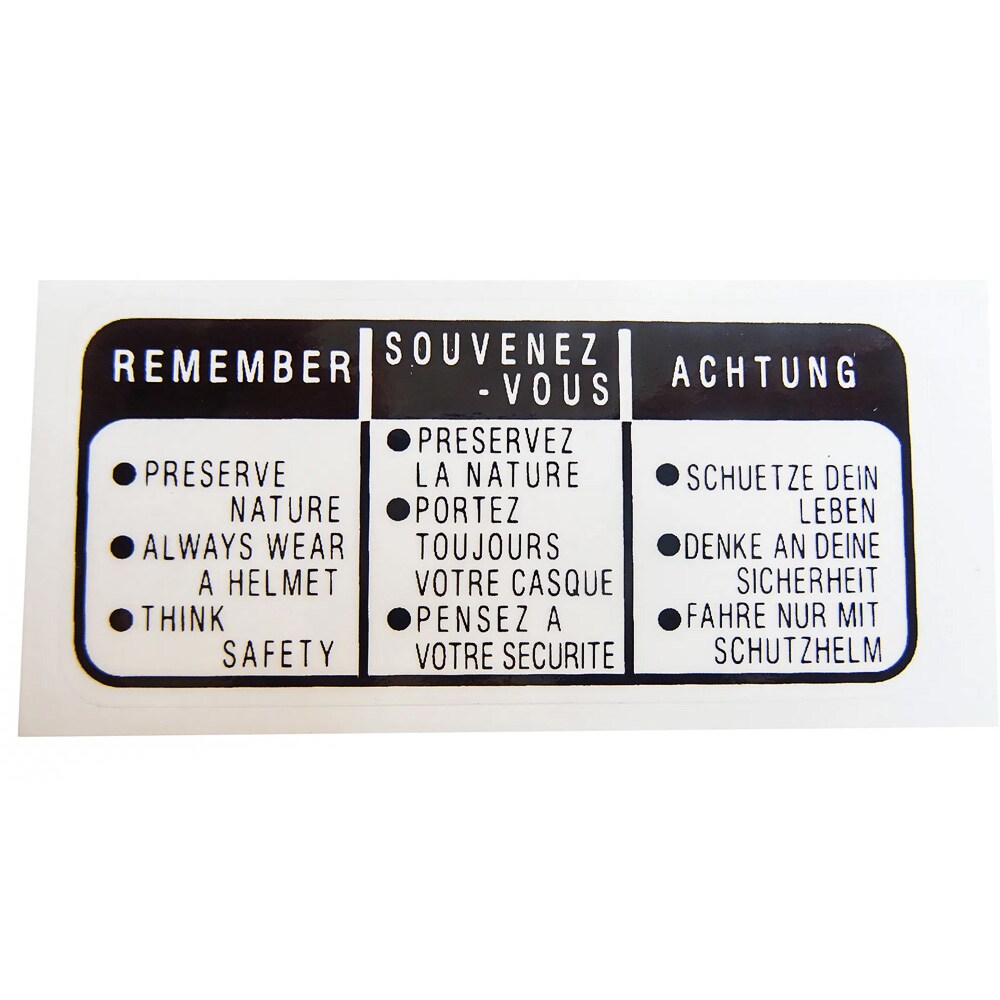 REMEMBER
● PRESERVE
NATURE
● ALWAYS WEAR
A HELMET
● THINK
SAFETY
SOUVENEZ
-VOUS
● PRESERVEZ
LA NATURE
● PORTEZ
TOUJOURS
VOTRE CASQUE
● PENSEZ A
VOTRE SECURITE
ACHTUNG
● SCHUETZE DEIN
LEBEN
● DENKE AN DEINE
SICHERHEIT
● FAHRE NUR MIT
SCHUTZHELM